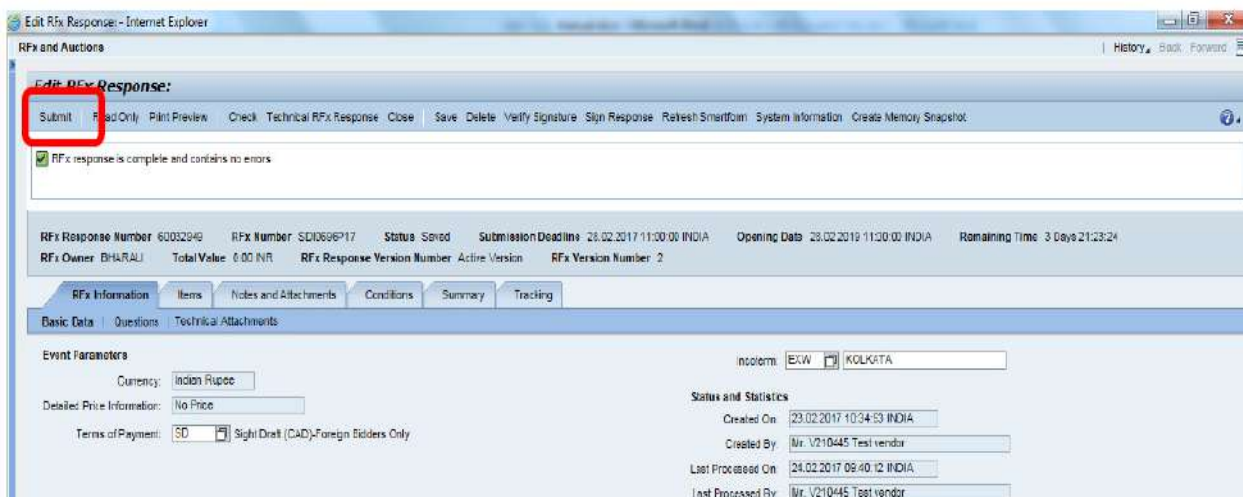 Edit RFx Response: - Internet Explorer
RFx and Auctions
History Back Forward
Edit RFx Response:
Submit Read Only Print Preview Check Technical RFx Response Close Save Delete Verify Signature Sign Response Refresh Smartform System Information Create Memory Snapshot
RFx response is complete and contains no errors
RFx Response Number 60032949 RFx Number SDI0696P17 Status Saved Submission Deadline 28.02.2017 11:00:00 INDIA Opening Date 28.02.2019 11:30:00 INDIA Remaining Time 3 Days 21:23:24
RFx Owner BHARALI Total Value 0.00 INR RFx Response Version Number Active Version RFx Version Number 2
RFx Information Items Notes and Attachments Conditions Summary Tracking
Basic Data Questions Technical Attachments
Event Parameters
Incoterm: EXW KOLKATA
Currency: Indian Rupee
Status and Statistics
Detailed Price Information: No Price
Created On: 23.02.2017 10:34:53 INDIA
Terms of Payment: SD Sight Draft (CAD)-Foreign Bidders Only
Created By: Mr. V210445 Test vendor
Last Processed On: 24.02.2017 09:40:12 INDIA
Last Processed By: Mr. V210445 Test vendor